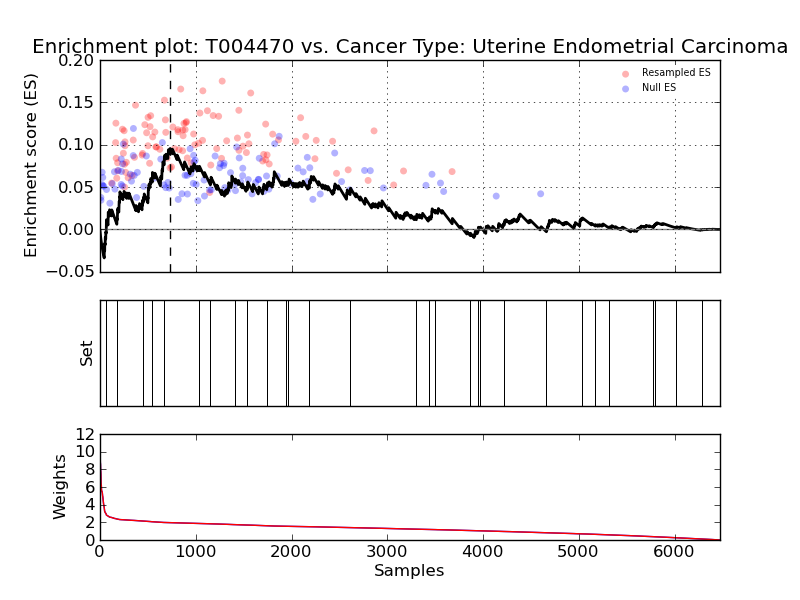 Enrichment plot: T004470 vs. Cancer Type: Uterine Endometrial Carcinoma
Enrichment score (ES)
0.20
0.15
0.10
0.05
0.00
−0.05
Resampled ES
Null ES
Set
Weights
12
10
8
6
4
2
0
0 1000 2000 3000 4000 5000 6000
Samples